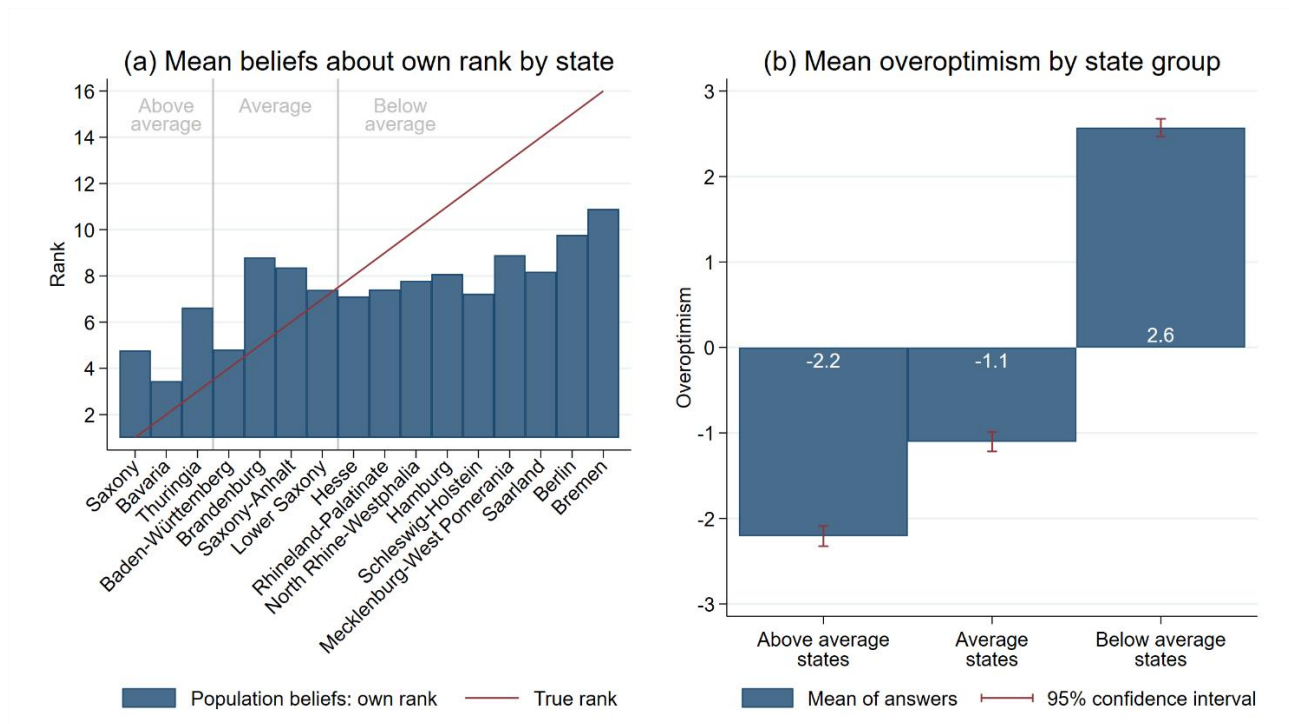 (a) Mean beliefs about own rank by state
Above
average
Average
Below
average
Rank
16
14
12
10
8
6
4
2
Saxony
Bavaria
Thuringia
Baden-Württemberg
Brandenburg
Saxony-Anhalt
Lower Saxony
Hesse
Rhineland-Palatinate
North Rhine-Westphalia
Hamburg
Schleswig-Holstein
Mecklenburg-West Pomerania
Saarland
Berlin
Bremen
Population beliefs: own rank
True rank
(b) Mean overoptimism by state group
Overoptimism
3
2
1
0
-1
-2
-3
-2.2
-1.1
2.6
Above average
states
Average
states
Below average
states
Mean of answers
95% confidence interval